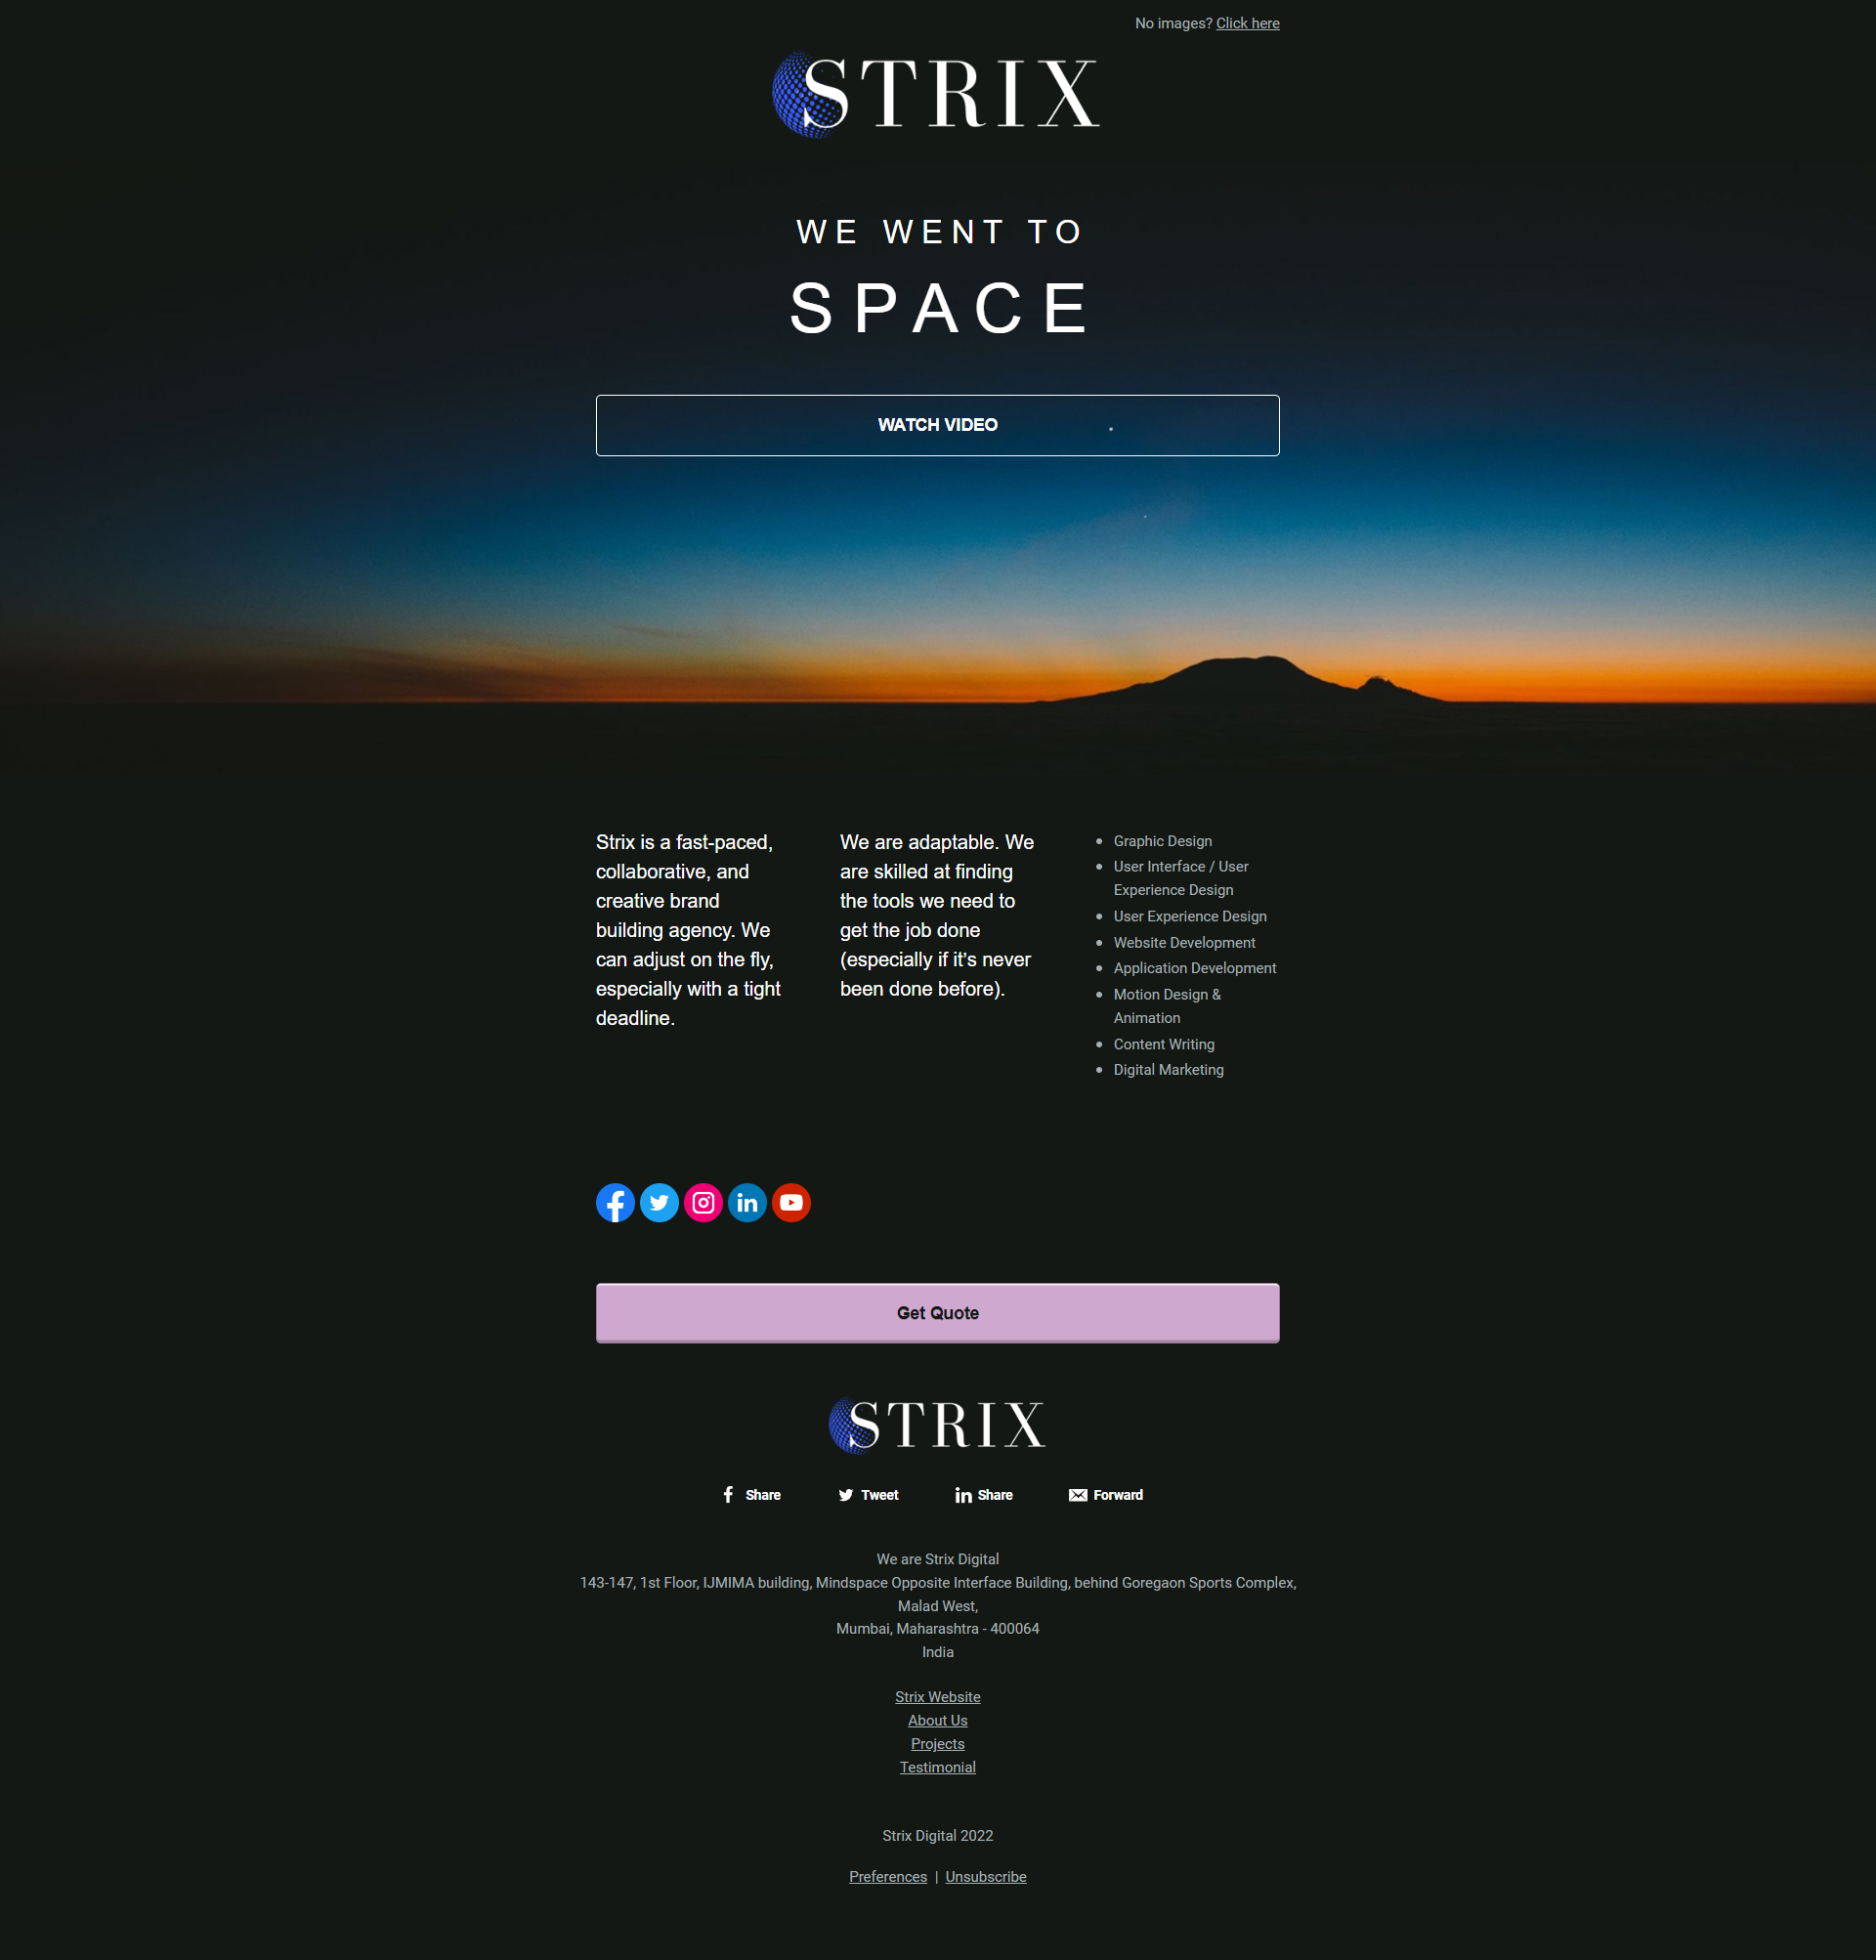 No images? Click here
STRIX
WE WENT TO
SPACE
WATCH VIDEO
Strix is a fast-paced,
collaborative, and
creative brand
building agency. We
can adjust on the fly,
especially with a tight
deadline.
We are adaptable. We
are skilled at finding
the tools we need to
get the job done
(especially if it’s never
been done before).
Graphic Design
User Interface / User
Experience Design
User Experience Design
Website Development
Application Development
Motion Design &
Animation
Content Writing
Digital Marketing
Get Quote
STRIX
Share Tweet Share Forward
We are Strix Digital
143-147, 1st Floor, IJMIMA building, Mindspace Opposite Interface Building, behind Goregaon Sports Complex,
Malad West,
Mumbai, Maharashtra - 400064
India
Strix Website
About Us
Projects
Testimonial
Strix Digital 2022
Preferences | Unsubscribe